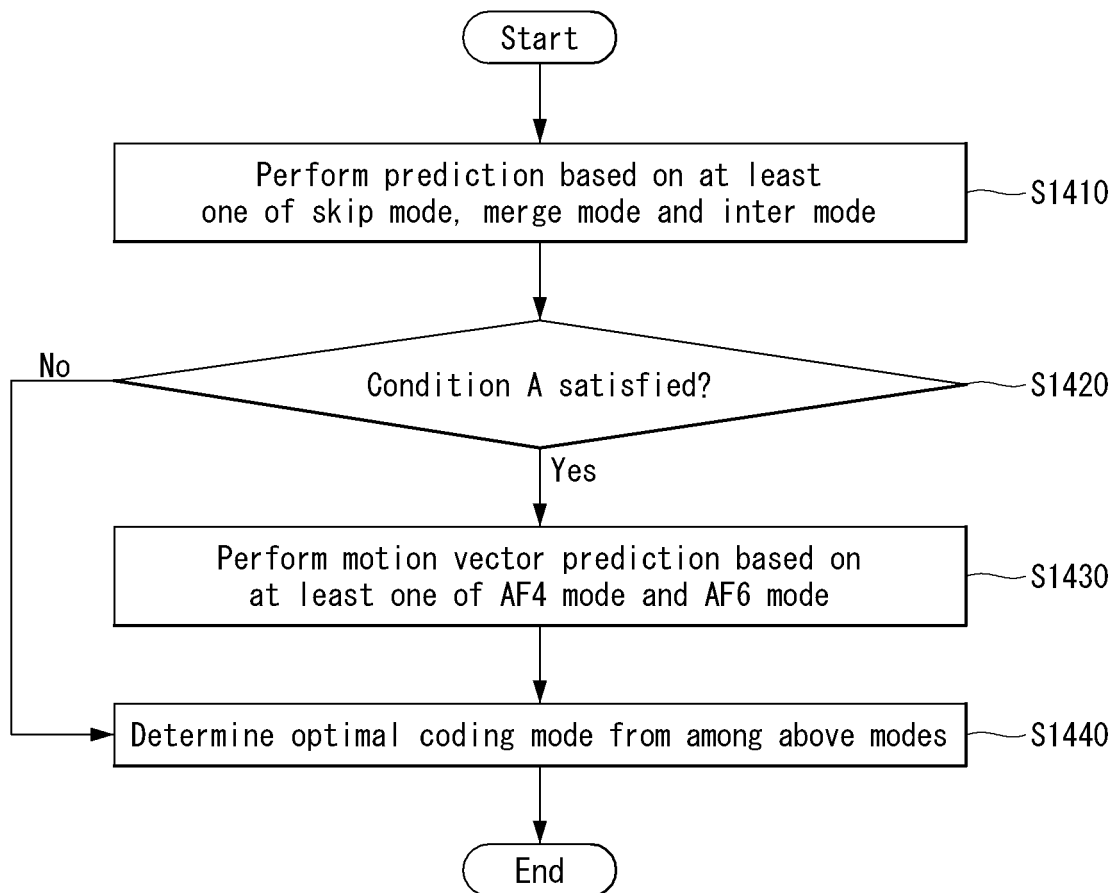 Start
Perform prediction based on at least
one of skip mode, merge mode and inter mode
S1410
No
Condition A satisfied?
S1420
Yes
Perform motion vector prediction based on
at least one of AF4 mode and AF6 mode
S1430
Determine optimal coding mode from among above modes
S1440
End